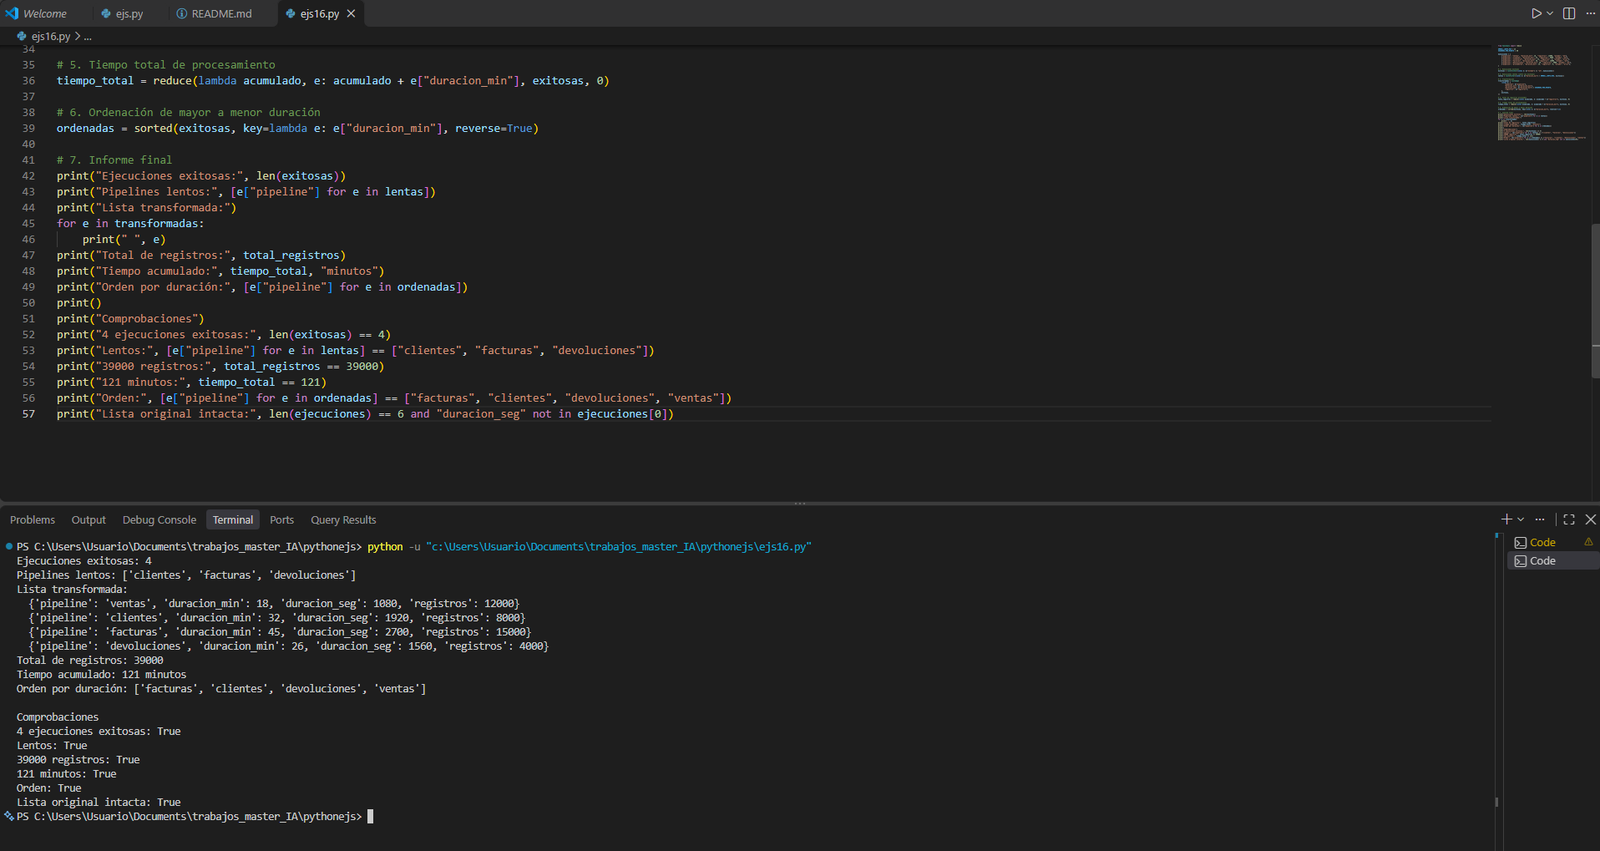 Welcome
ejs.py
README.md
ejs16.py
ejs16.py > ...
34
35 # 5. Tiempo total de procesamiento
36 tiempo_total = reduce(lambda acumulado, e: acumulado + e["duracion_min"], exitosas, 0)
37
38 # 6. Ordenación de mayor a menor duración
39 ordenadas = sorted(exitosas, key=lambda e: e["duracion_min"], reverse=True)
40
41 # 7. Informe final
42 print("Ejecuciones exitosas:", len(exitosas))
43 print("Pipelines lentos:", [e["pipeline"] for e in lentas])
44 print("Lista transformada:")
45 for e in transformadas:
46 print(" ", e)
47 print("Total de registros:", total_registros)
48 print("Tiempo acumulado:", tiempo_total, "minutos")
49 print("Orden por duración:", [e["pipeline"] for e in ordenadas])
50 print()
51 print("Comprobaciones")
52 print("4 ejecuciones exitosas:", len(exitosas) == 4)
53 print("Lentos:", [e["pipeline"] for e in lentas] == ["clientes", "facturas", "devoluciones"])
54 print("39000 registros:", total_registros == 39000)
55 print("121 minutos:", tiempo_total == 121)
56 print("Orden:", [e["pipeline"] for e in ordenadas] == ["facturas", "clientes", "devoluciones", "ventas"])
57 print("Lista original intacta:", len(ejecuciones) == 6 and "duracion_seg" not in ejecuciones[0])
Problems Output Debug Console Terminal Ports Query Results
PS C:\Users\Usuario\Documents\trabajos_master_IA\pythonejs> python -u "c:\Users\Usuario\Documents\trabajos_master_IA\pythonejs\ejs16.py"
Ejecuciones exitosas: 4
Pipelines lentos: ['clientes', 'facturas', 'devoluciones']
Lista transformada:
{'pipeline': 'ventas', 'duracion_min': 18, 'duracion_seg': 1080, 'registros': 12000}
{'pipeline': 'clientes', 'duracion_min': 32, 'duracion_seg': 1920, 'registros': 8000}
{'pipeline': 'facturas', 'duracion_min': 45, 'duracion_seg': 2700, 'registros': 15000}
{'pipeline': 'devoluciones', 'duracion_min': 26, 'duracion_seg': 1560, 'registros': 4000}
Total de registros: 39000
Tiempo acumulado: 121 minutos
Orden por duración: ['facturas', 'clientes', 'devoluciones', 'ventas']
Comprobaciones
4 ejecuciones exitosas: True
Lentos: True
39000 registros: True
121 minutos: True
Orden: True
Lista original intacta: True
PS C:\Users\Usuario\Documents\trabajos_master_IA\pythonejs>
Code
Code